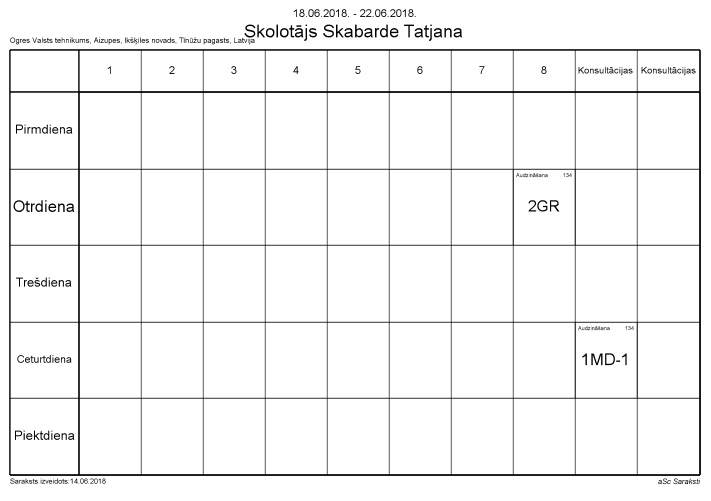 18.06.2018. - 22.06.2018.
Skolotājs Skabarde Tatjana
Ogres Valsts tehnikums, Aizupes, Ikšķiles novads, Tīnūžu pagasts, Latvija
1 2 3 4 5 6 7 8 Konsultācijas Konsultācijas
Pirmdiena
Audzināšana 134
Otrdiena 2GR
Trešdiena
Audzināšana 134
Ceturtdiena 1MD-1
Piektdiena
Saraksts izveidots:14.06.2018 aSc Saraksti